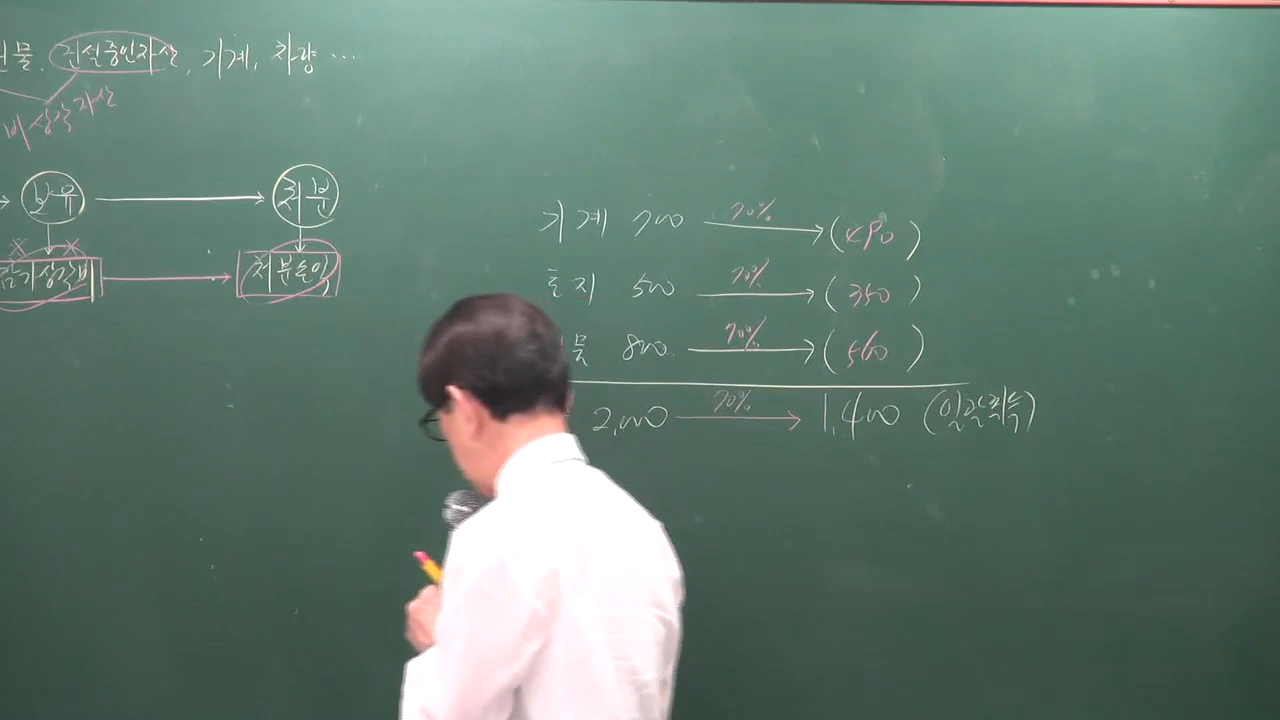 건물, 건설중인자산, 기계, 차량 …
비상각자산
보유 처분
감가상각비 처분손익
기계 700 70% (490)
토지 500 70% (350)
물 800 70% (560)
2,000 70% 1,400 (일괄취득)